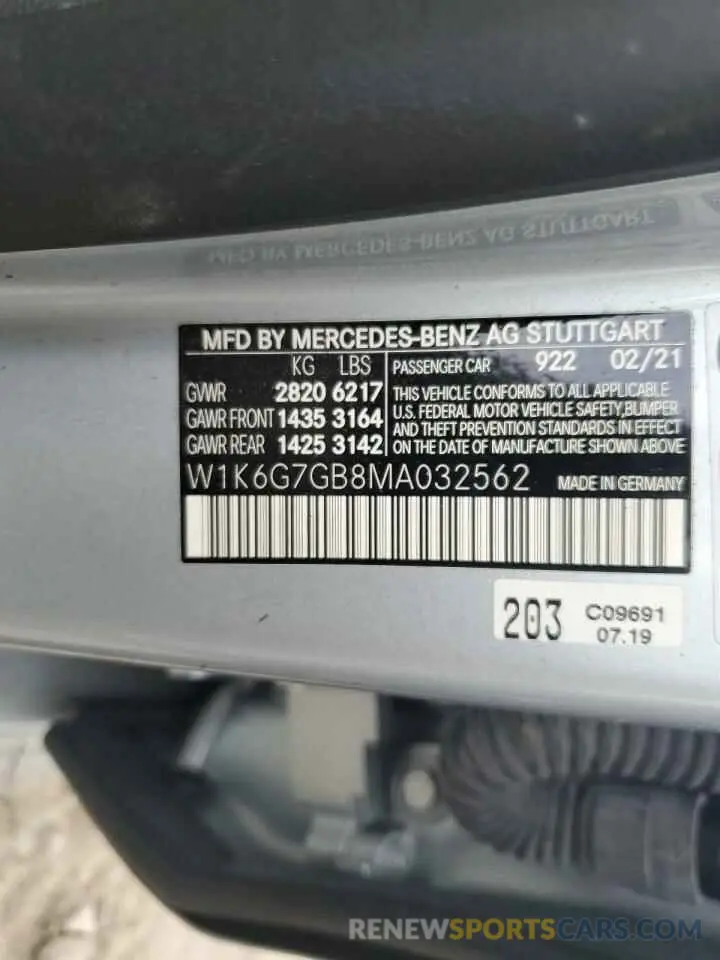 MFD BY MERCEDES-BENZ AG STUTTGART
KG LBS
GVWR 2820 6217
GAWR FRONT 1435 3164
GAWR REAR 1425 3142
PASSENGER CAR 922 02/21
THIS VEHICLE CONFORMS TO ALL APPLICABLE
U.S. FEDERAL MOTOR VEHICLE SAFETY,BUMPER
AND THEFT PREVENTION STANDARDS IN EFFECT
ON THE DATE OF MANUFACTURE SHOWN ABOVE
W1K6G7GB8MA032562 MADE IN GERMANY
203 C09691
07.19
RENEWSPORTSCARS.COM